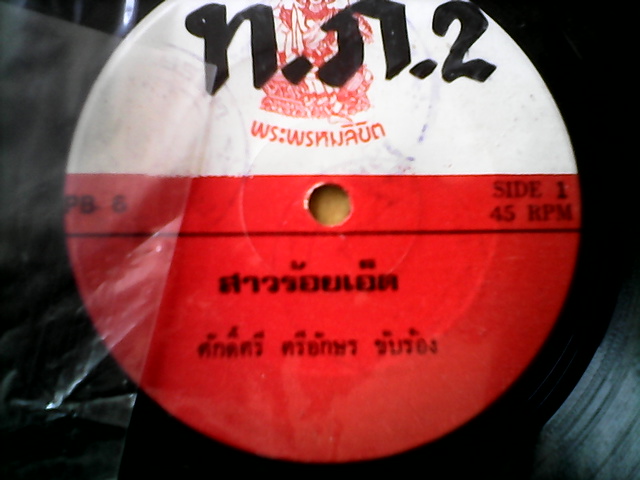 ท.ภ.2
พระพรหมลิขิต
PB 8
SIDE 1
45 RPM
สาวร้อยเอ็ด
ศักดิ์ศรี ศรีอักษร ขับร้อง